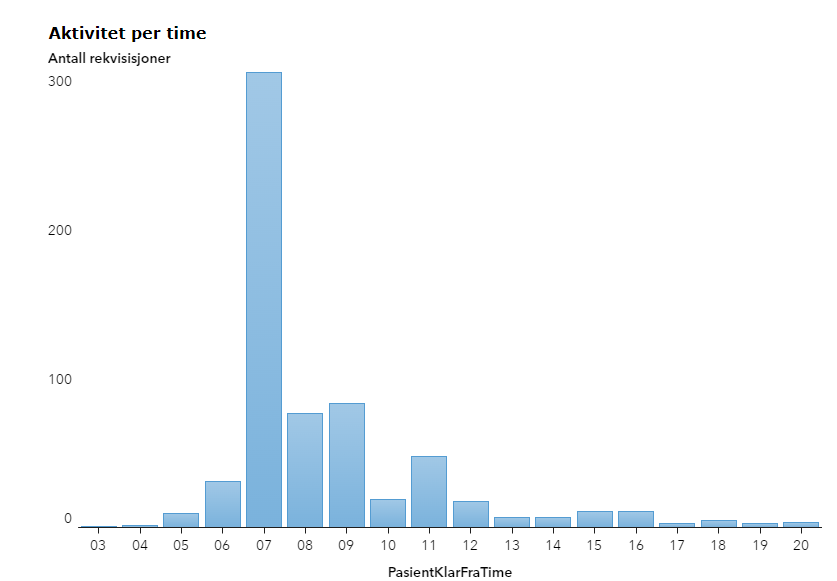 Aktivitet per time
Antall rekvisisjoner
300
200
100
0
03 04 05 06 07 08 09 10 11 12 13 14 15 16 17 18 19 20
PasientKlarFraTime